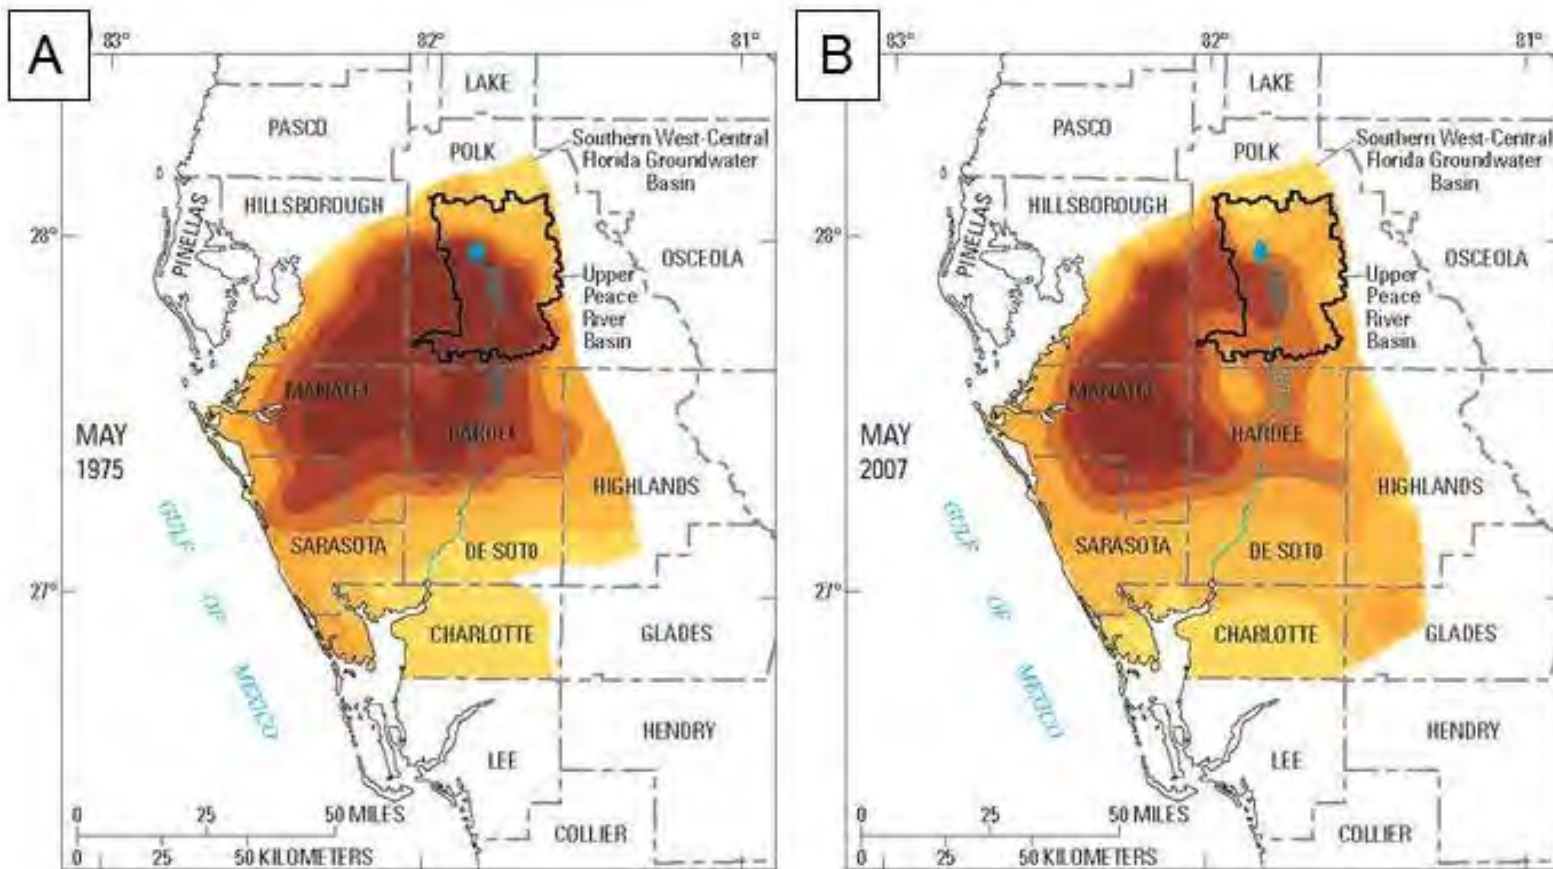 A
83°
82°
81°
LAKE
PASCO
POLK
Southern West-Central
Florida Groundwater
Basin
HILLSBOROUGH
PINELLAS
28°
OSCEOLA
Upper
Peace
River
Basin
MANATEE
HARDEE
MAY
1975
HIGHLANDS
GULF
OF
MEXICO
SARASOTA
DE SOTO
27°
CHARLOTTE
GLADES
HENDRY
LEE
COLLIER
0 25 50 MILES
0 25 50 KILOMETERS
B
83°
82°
81°
LAKE
PASCO
POLK
Southern West-Central
Florida Groundwater
Basin
HILLSBOROUGH
PINELLAS
28°
OSCEOLA
Upper
Peace
River
Basin
MANATEE
HARDEE
MAY
2007
HIGHLANDS
GULF
OF
MEXICO
SARASOTA
DE SOTO
27°
CHARLOTTE
GLADES
HENDRY
LEE
COLLIER
0 25 50 MILES
0 25 50 KILOMETERS